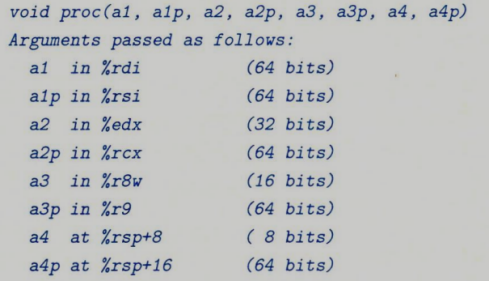 void proc(a1, a1p, a2, a2p, a3, a3p, a4, a4p)
Arguments passed as follows:
a1 in %rdi (64 bits)
a1p in %rsi (64 bits)
a2 in %edx (32 bits)
a2p in %rcx (64 bits)
a3 in %r8w (16 bits)
a3p in %r9 (64 bits)
a4 at %rsp+8 ( 8 bits)
a4p at %rsp+16 (64 bits)